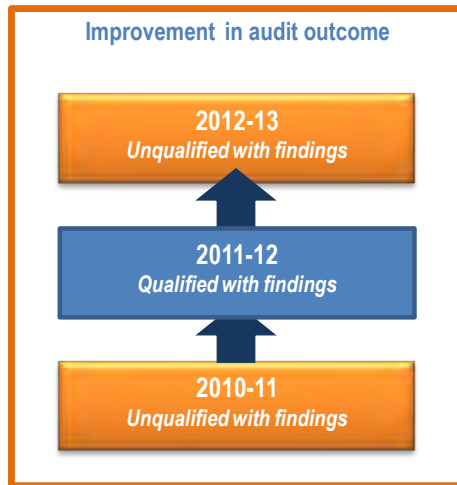 Improvement in audit outcome
2012-13
Unqualified with findings
2011-12
Qualified with findings
2010-11
Unqualified with findings